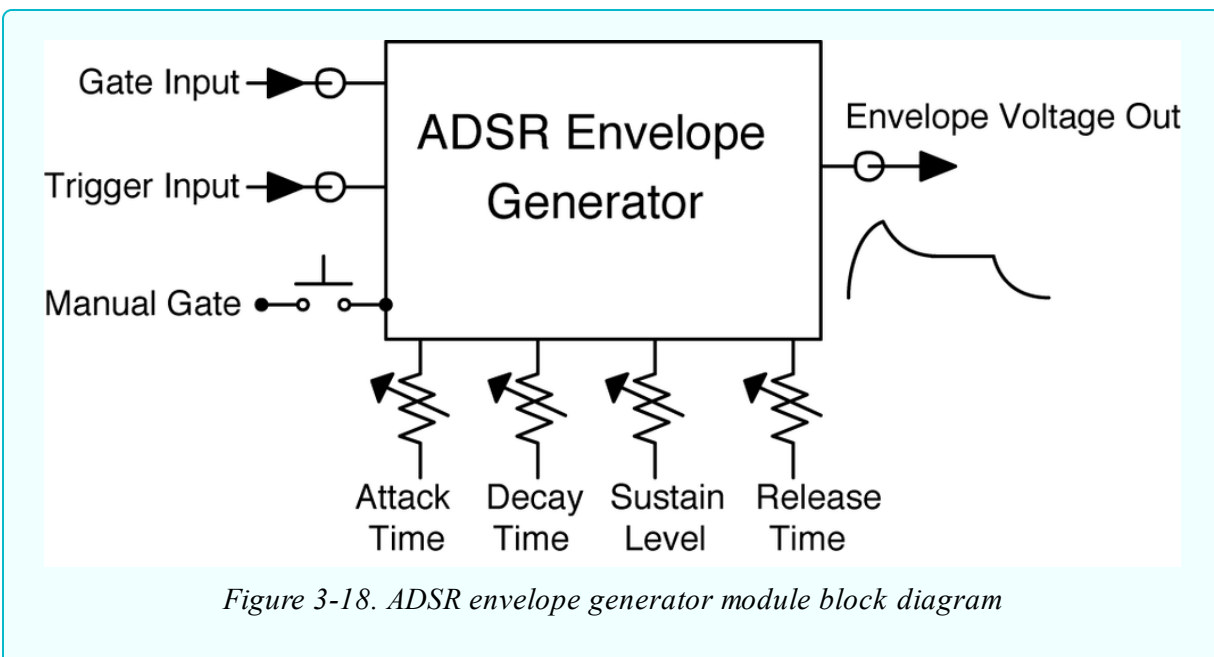 Gate Input
Trigger Input
Manual Gate
ADSR Envelope
Generator
Envelope Voltage Out
Attack
Time
Decay
Time
Sustain
Level
Release
Time
Figure 3-18. ADSR envelope generator module block diagram